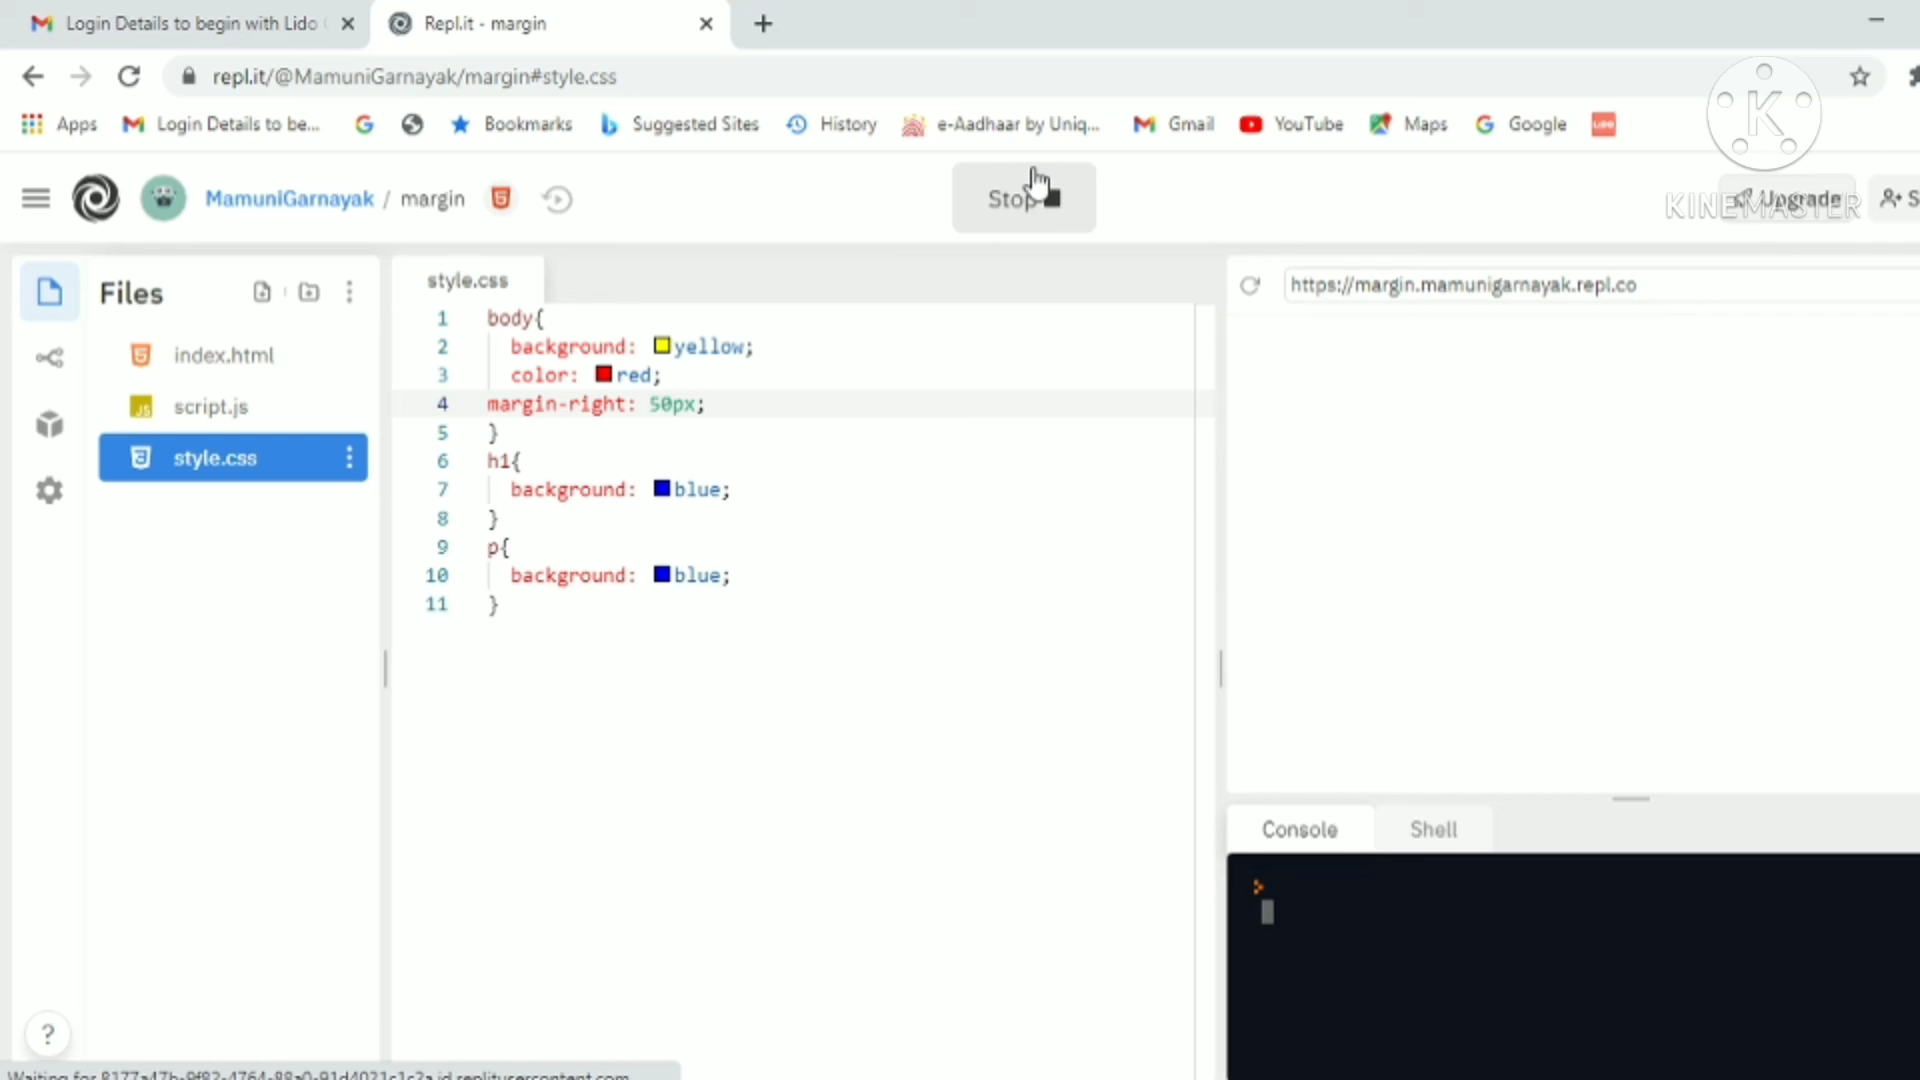 Login Details to begin with Lido
Repl.it - margin
repl.it/@MamuniGarnayak/margin#style.css
Apps
Login Details to be...
Bookmarks
Suggested Sites
History
e-Aadhaar by Uniq...
Gmail
YouTube
Maps
Google
K
KINEMASTER
MamuniGarnayak / margin
Stop
Upgrade
S
Files
index.html
script.js
style.css
style.css
1 body{
2 background: yellow;
3 color: red;
4 margin-right: 50px;
5 }
6 h1{
7 background: blue;
8 }
9 p{
10 background: blue;
11 }
https://margin.mamunigarnayak.repl.co
Console
Shell
>
?
Waiting for